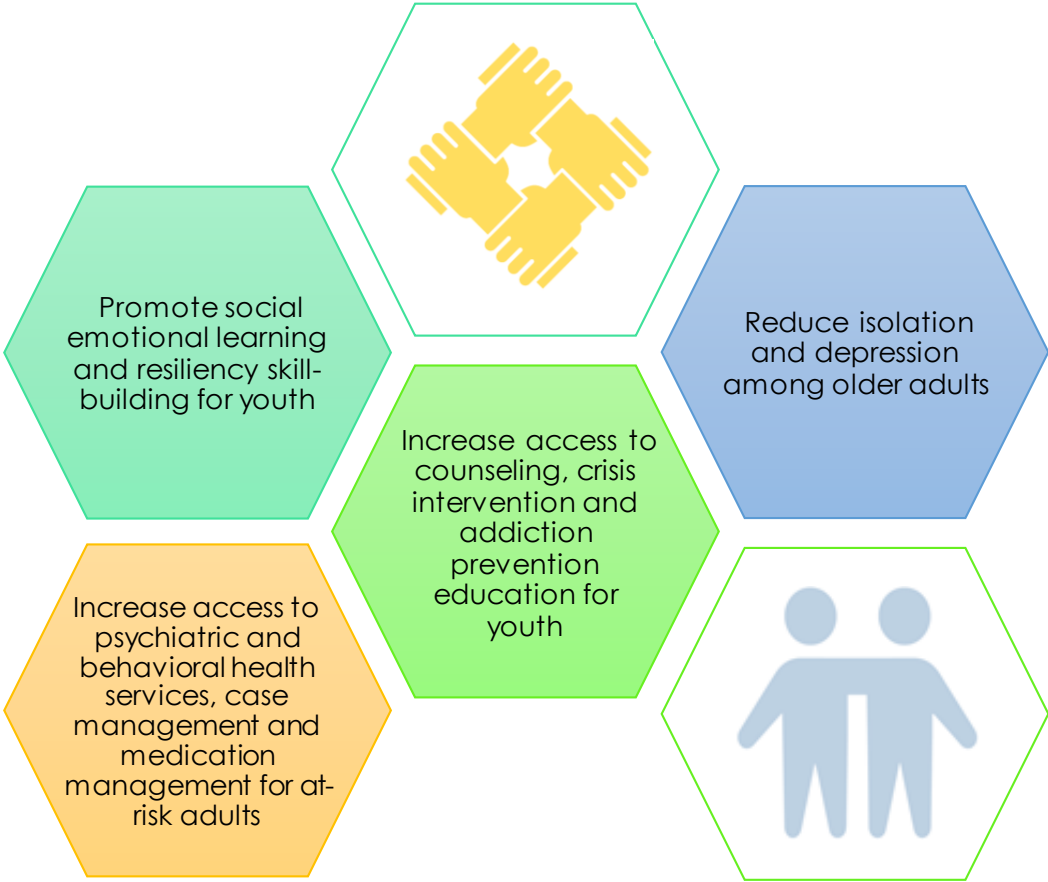 Promote social
emotional learning
and resiliency skill-
building for youth
Reduce isolation
and depression
among older adults
Increase access to
counseling, crisis
intervention and
addiction
prevention
education for
youth
Increase access to
psychiatric and
behavioral health
services, case
management and
medication
management for at-
risk adults